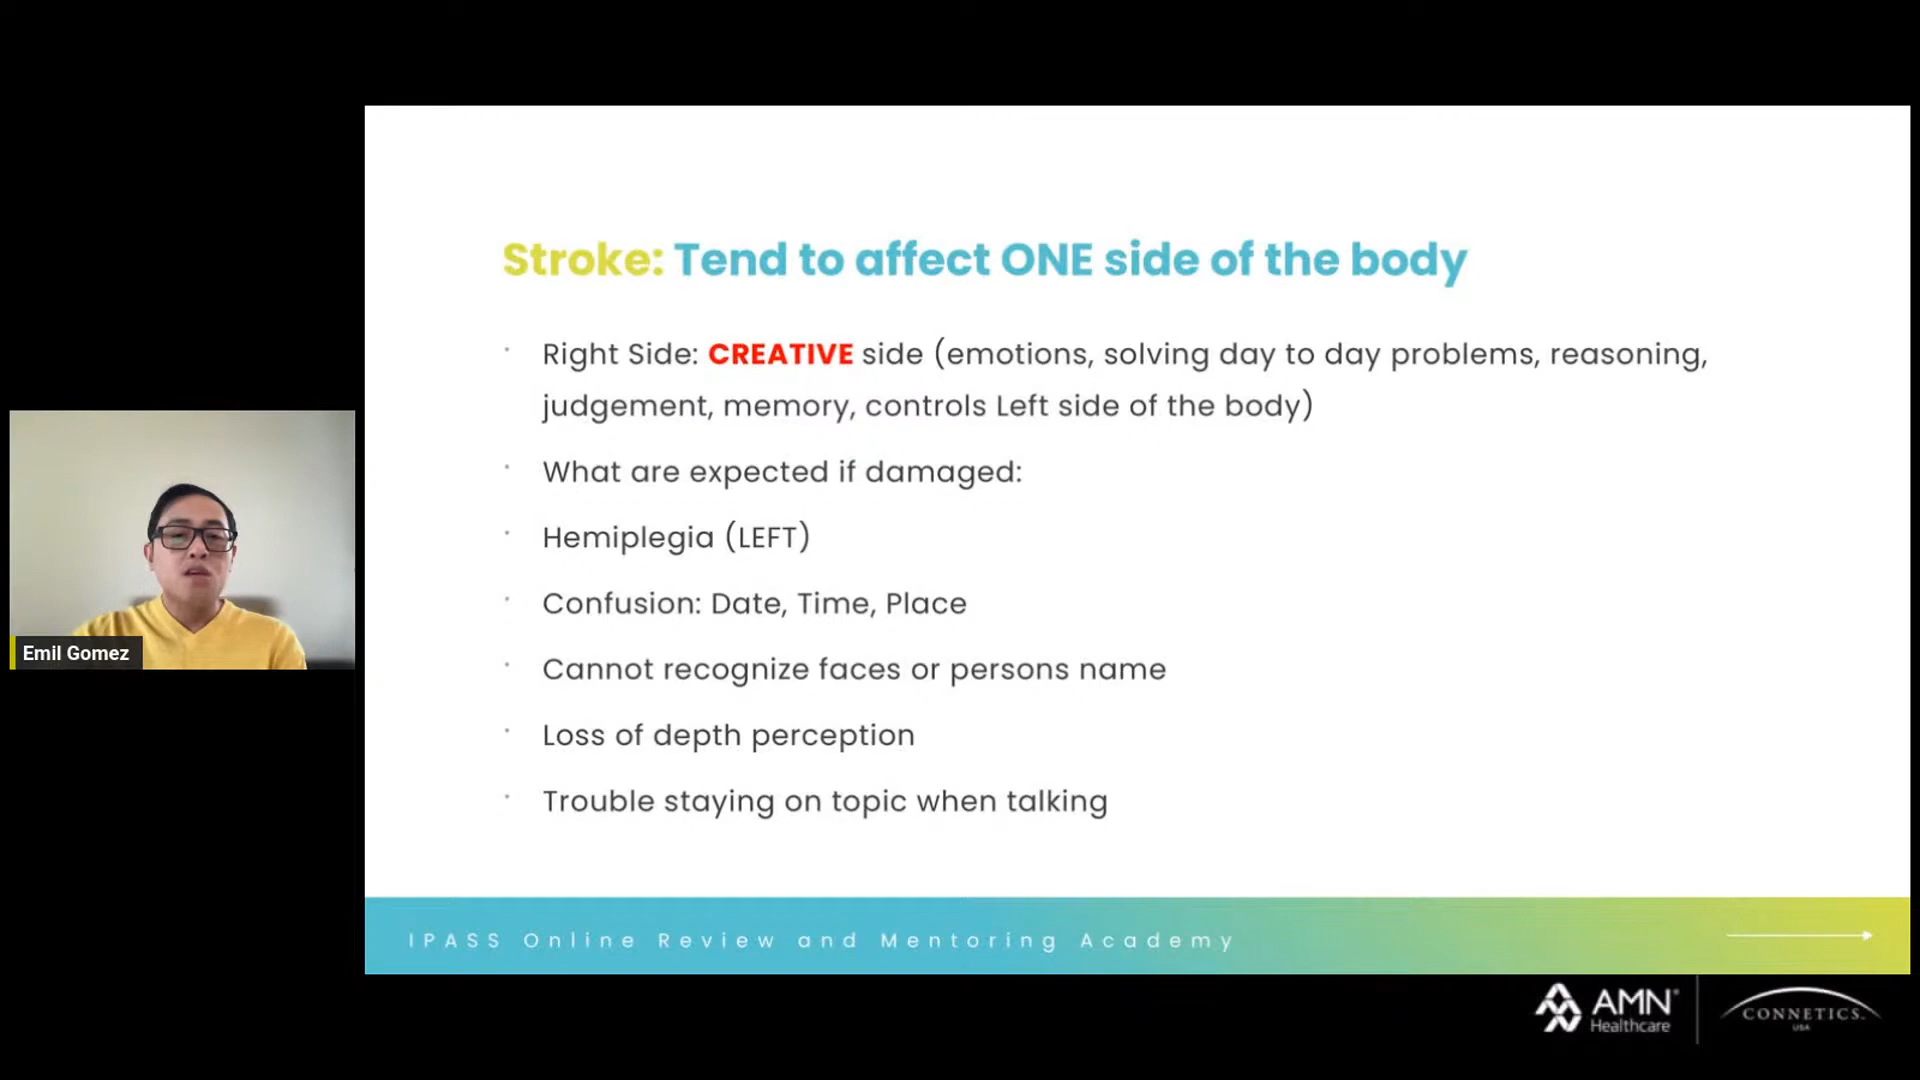 Stroke: Tend to affect ONE side of the body
Right Side: CREATIVE side (emotions, solving day to day problems, reasoning,
judgement, memory, controls Left side of the body)
What are expected if damaged:
Hemiplegia (LEFT)
Confusion: Date, Time, Place
Cannot recognize faces or persons name
Loss of depth perception
Trouble staying on topic when talking
Emil Gomez
IPASS Online Review and Mentoring Academy
AMN
Healthcare
CONNETICS
USA